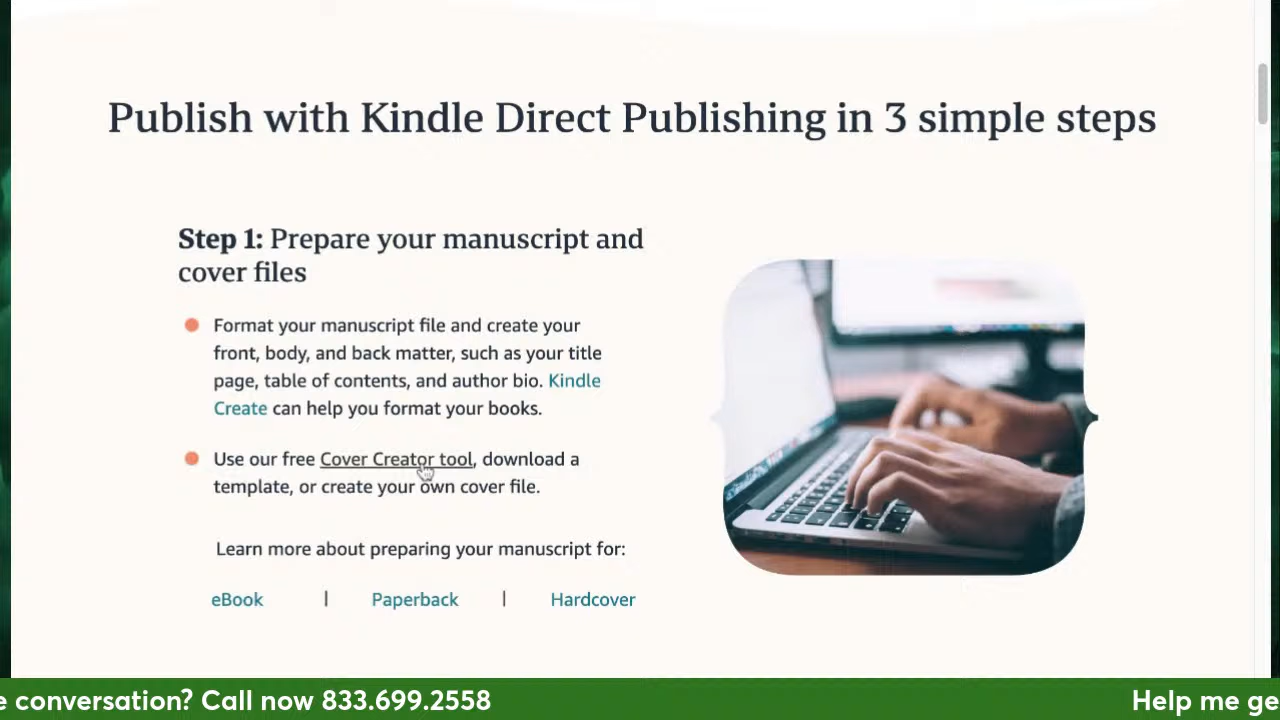 Publish with Kindle Direct Publishing in 3 simple steps
Step 1: Prepare your manuscript and
cover files
Format your manuscript file and create your
front, body, and back matter, such as your title
page, table of contents, and author bio. Kindle
Create can help you format your books.
Use our free Cover Creator tool, download a
template, or create your own cover file.
Learn more about preparing your manuscript for:
eBook | Paperback | Hardcover
e conversation? Call now 833.699.2558 Help me ge